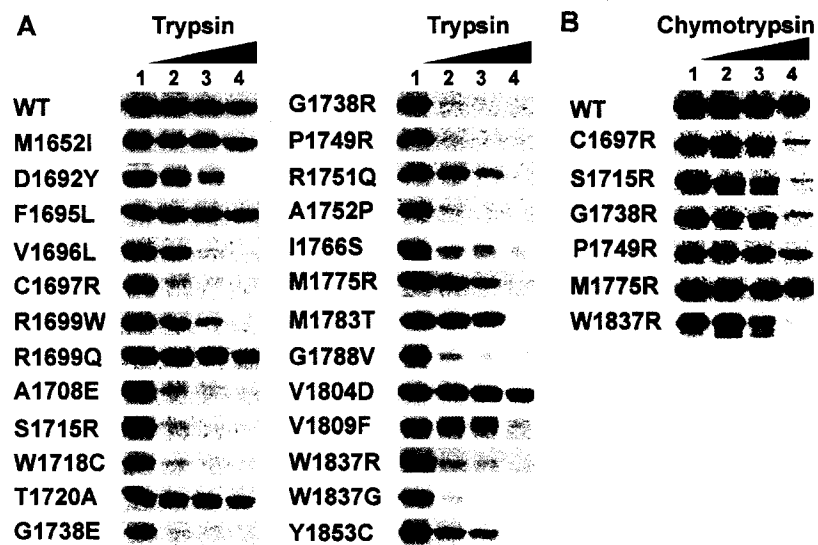 A
Trypsin
1 2 3 4
WT
M1652I
D1692Y
F1695L
V1696L
C1697R
R1699W
R1699Q
A1708E
S1715R
W1718C
T1720A
G1738E
Trypsin
1 2 3 4
G1738R
P1749R
R1751Q
A1752P
I1766S
M1775R
M1783T
G1788V
V1804D
V1809F
W1837R
W1837G
Y1853C
B
Chymotrypsin
1 2 3 4
WT
C1697R
S1715R
G1738R
P1749R
M1775R
W1837R